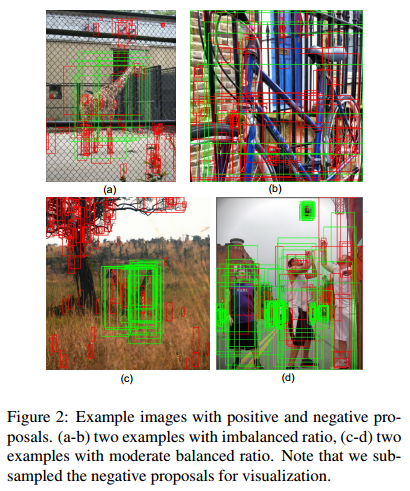 (a)
(b)
(c)
(d)
Figure 2: Example images with positive and negative pro-
posals. (a-b) two examples with imbalanced ratio, (c-d) two
examples with moderate balanced ratio. Note that we sub-
sampled the negative proposals for visualization.